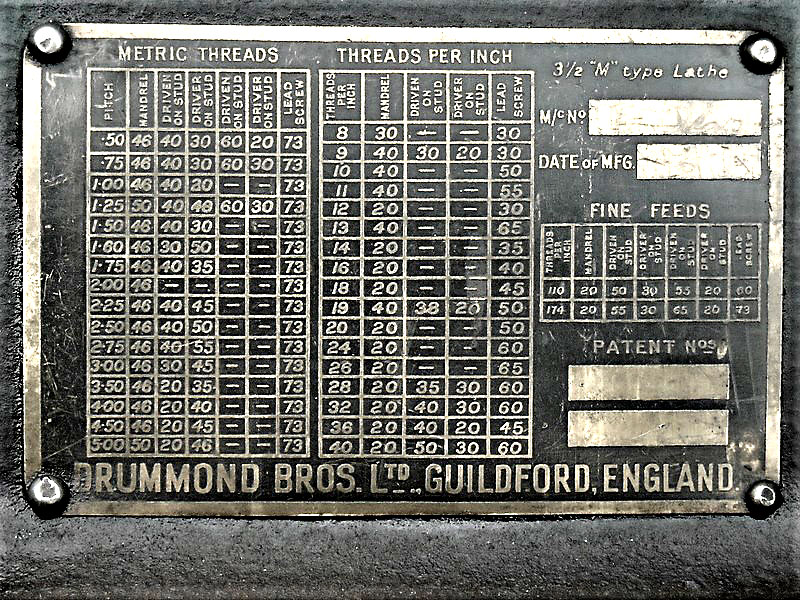 METRIC THREADS
PITCH MANDREL DRIVEN ON STUD DRIVER ON STUD DRIVEN ON STUD DRIVER ON STUD LEAD SCREW
·50 46 40 30 60 20 73
·75 46 40 30 60 30 73
1·00 46 40 20 — — 73
1·25 50 40 46 60 30 73
1·50 46 40 30 — — 73
1·60 46 30 50 — — 73
1·75 46 40 35 — — 73
2·00 46 — — — — 73
2·25 46 40 45 — — 73
2·50 46 40 50 — — 73
2·75 46 40 55 — — 73
3·00 46 30 45 — — 73
3·50 46 20 35 — — 73
4·00 46 20 40 — — 73
4·50 46 20 45 — — 73
5·00 50 20 46 — — 73
THREADS PER INCH
THREADS PER INCH MANDREL DRIVEN ON STUD DRIVER ON STUD LEAD SCREW
8 30 — — 30
9 40 30 20 30
10 40 — — 50
11 40 — — 55
12 20 — — 30
13 40 — — 65
14 20 — — 35
16 20 — — 40
18 20 — — 45
19 40 38 20 50
20 20 — — 50
24 20 — — 60
26 20 — — 65
28 20 35 30 60
32 20 40 30 60
36 20 40 20 45
40 20 50 30 60
3½ "M" type Lathe
M/c No
DATE OF MFG.
FINE FEEDS
THREADS PER INCH MANDREL DRIVEN ON STUD DRIVER ON STUD DRIVEN ON STUD DRIVER ON STUD LEAD SCREW
110 20 50 30 55 20 60
174 20 55 30 65 20 73
PATENT Nos
DRUMMOND BROS. LTD., GUILDFORD, ENGLAND.